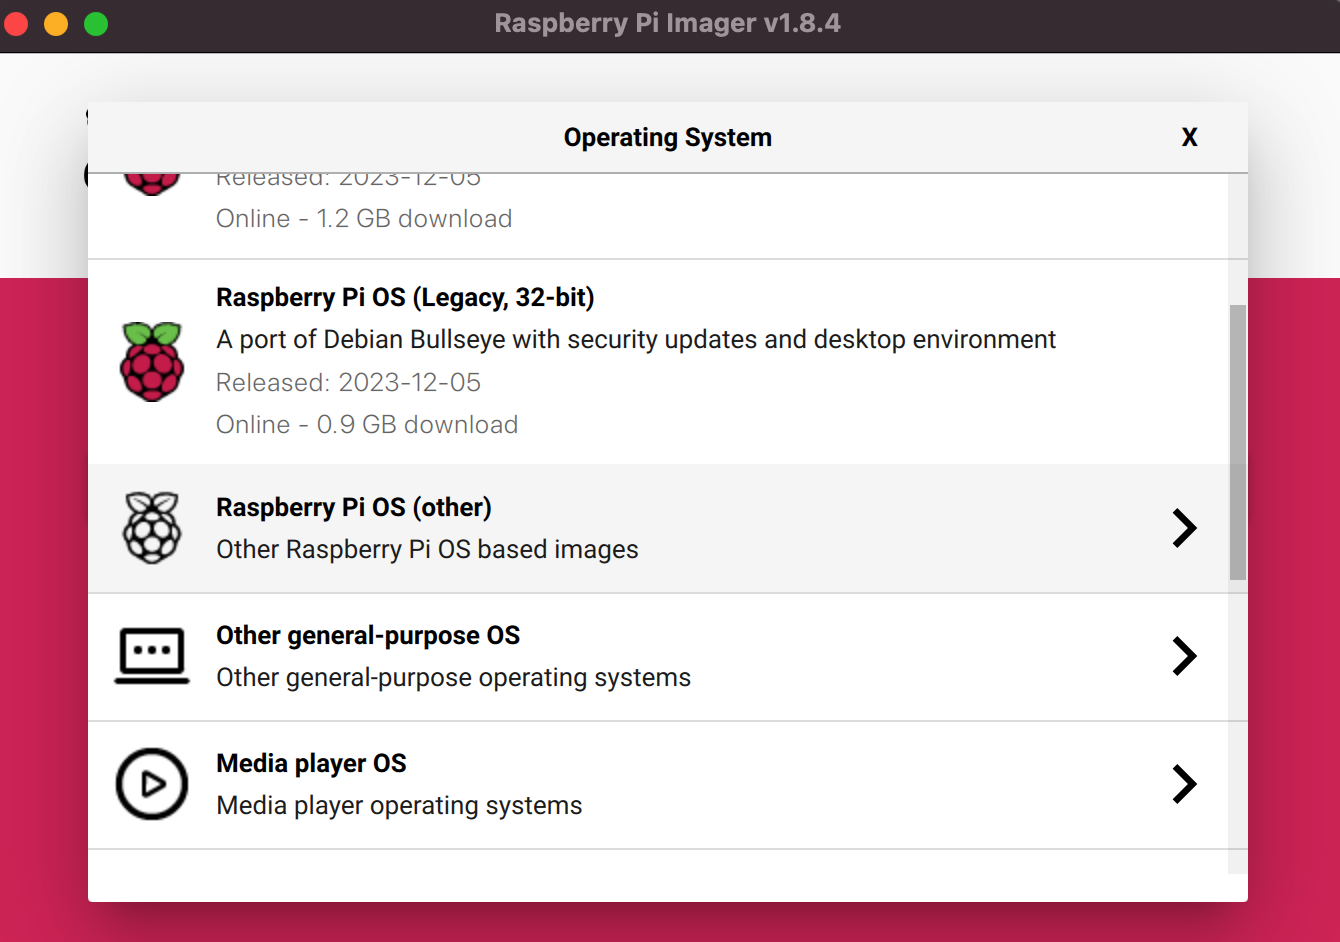 Raspberry Pi Imager v1.8.4
Operating System
X
Released: 2023-12-05
Online - 1.2 GB download
Raspberry Pi OS (Legacy, 32-bit)
A port of Debian Bullseye with security updates and desktop environment
Released: 2023-12-05
Online - 0.9 GB download
Raspberry Pi OS (other)
Other Raspberry Pi OS based images
Other general-purpose OS
Other general-purpose operating systems
Media player OS
Media player operating systems